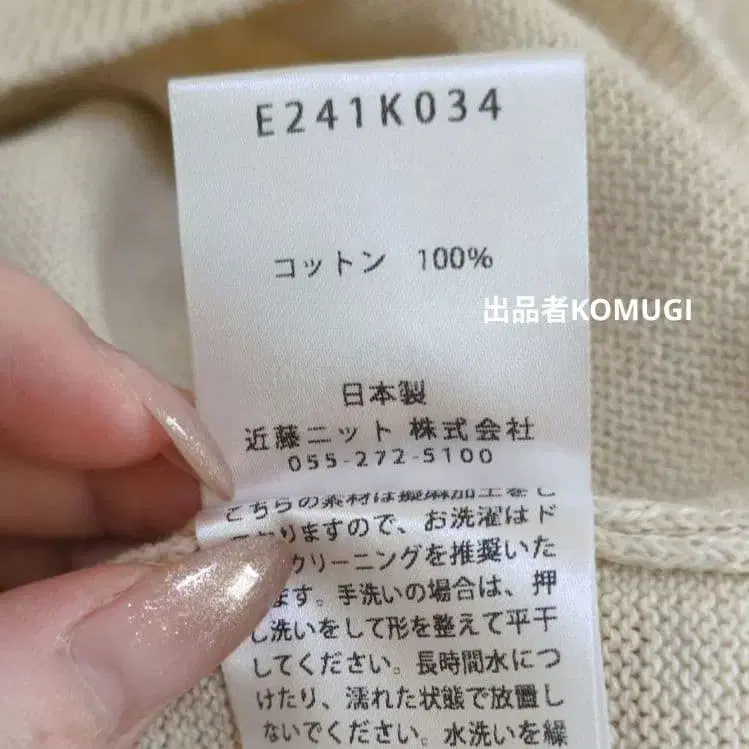 E241K034
コットン 100%
出品者KOMUGI
日本製
近藤ニット 株式会社
055-272-5100
こちらの素材は擬麻加工をし
ますので、お洗濯はド
クリーニングを推奨いた
ます。手洗いの場合は、押
し洗いをして形を整えて平干
してください。長時間水につ
けたり、濡れた状態で放置し
ないでください。水洗いを繰